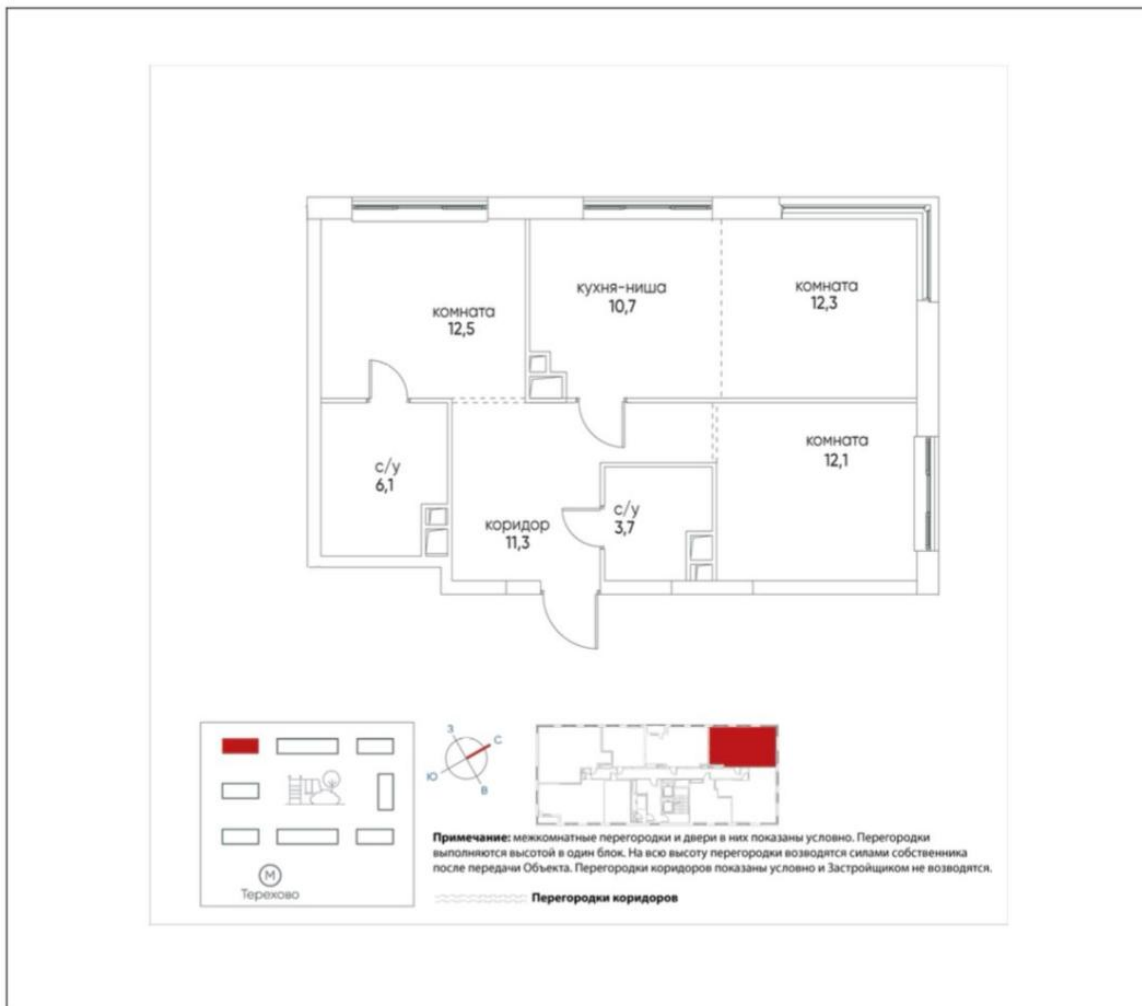 комната
12,5
кухня-ниша
10,7
комната
12,3
комната
12,1
с/у
6,1
коридор
11,3
с/у
3,7
З
С
Ю
В
М
Терехово
Примечание: межкомнатные перегородки и двери в них показаны условно. Перегородки
выполняются высотой в один блок. На всю высоту перегородки возводятся силами собственника
после передачи Объекта. Перегородки коридоров показаны условно и Застройщиком не возводятся.
Перегородки коридоров